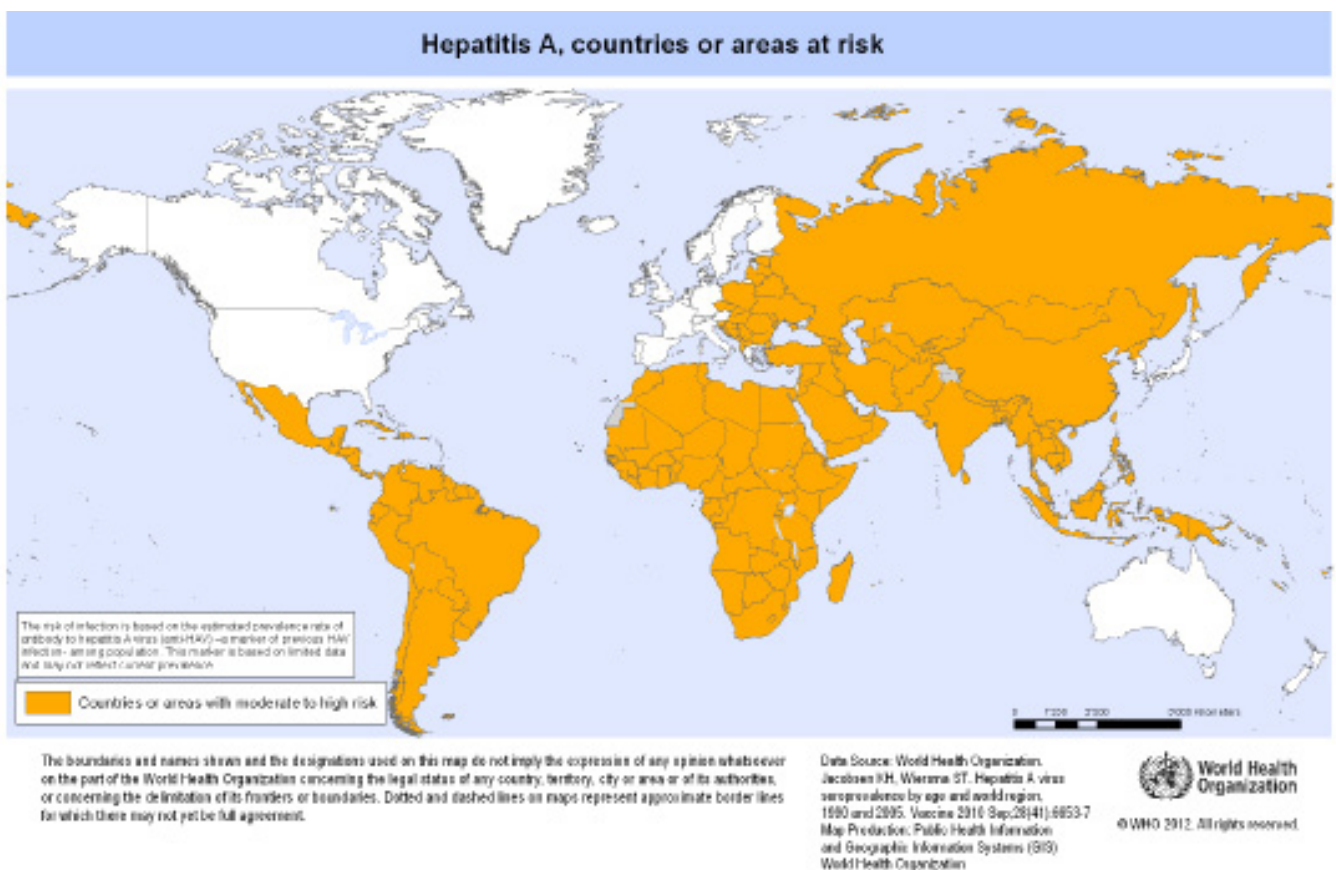 Hepatitis A, countries or areas at risk
The risk of infection is based on the estimated prevalence rate of
antibody to hepatitis A virus (anti-HAV) -a marker of previous HAV
infection- among population. This marker is based on limited data
and may not reflect current prevalence.
Countries or areas with moderate to high risk
0 1'250 2'500 5'000 Kilometers
The boundaries and names shown and the designations used on this map do not imply the expression of any opinion whatsoever
on the part of the World Health Organization concerning the legal status of any country, territory, city or area or of its authorities,
or concerning the delimitation of its frontiers or boundaries. Dotted and dashed lines on maps represent approximate border lines
for which there may not yet be full agreement.
Data Source: World Health Organization.
Jacobsen KH, Wiersma ST. Hepatitis A virus
seroprevalence by age and world region,
1990 and 2005. Vaccine 2010 Sep;28(41):6653-7
Map Production: Public Health Information
and Geographic Information Systems (GIS)
World Health Organization
World Health
Organization
© WHO 2012. All rights reserved.